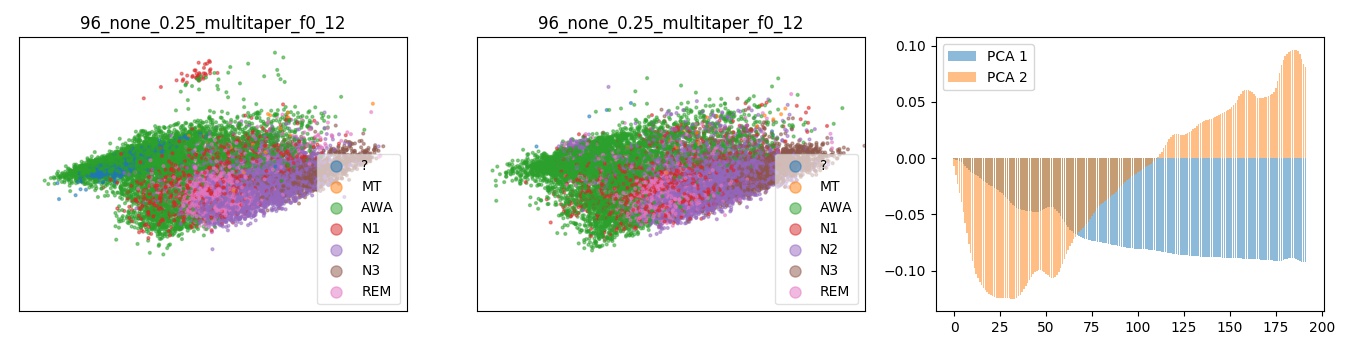 96_none_0.25_multitaper_f0_12
?
MT
AWA
N1
N2
N3
REM
96_none_0.25_multitaper_f0_12
?
MT
AWA
N1
N2
N3
REM
PCA 1
PCA 2
0.10
0.05
0.00
−0.05
−0.10
0 25 50 75 100 125 150 175 200